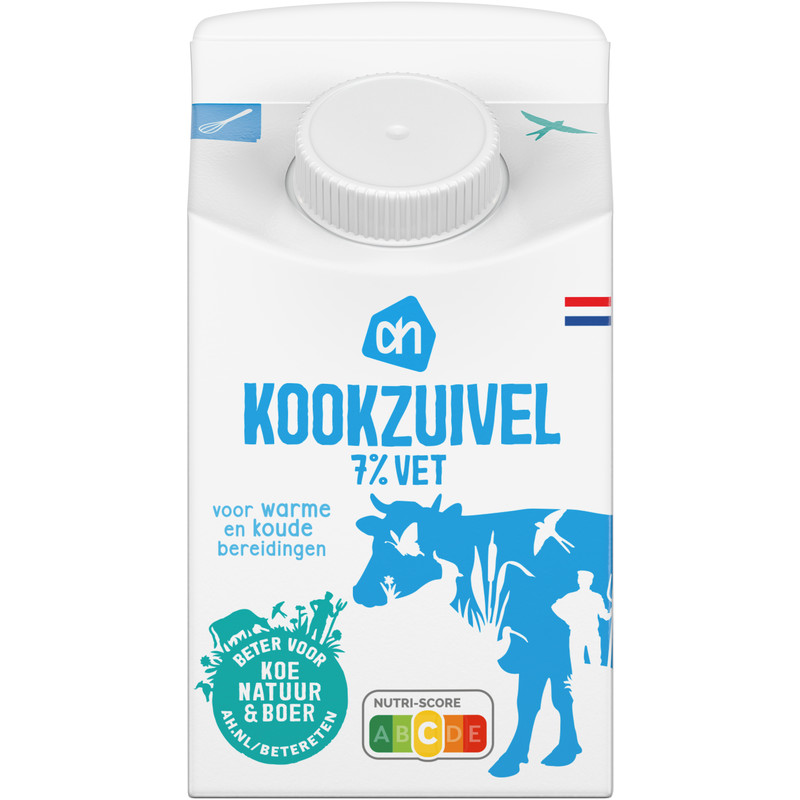 ah
KOOKZUIVEL
7% VET
voor warme
en koude
bereidingen
BETER VOOR
KOE
NATUUR
& BOER
AH.NL/BETERETEN
NUTRI-SCORE
A B C D E